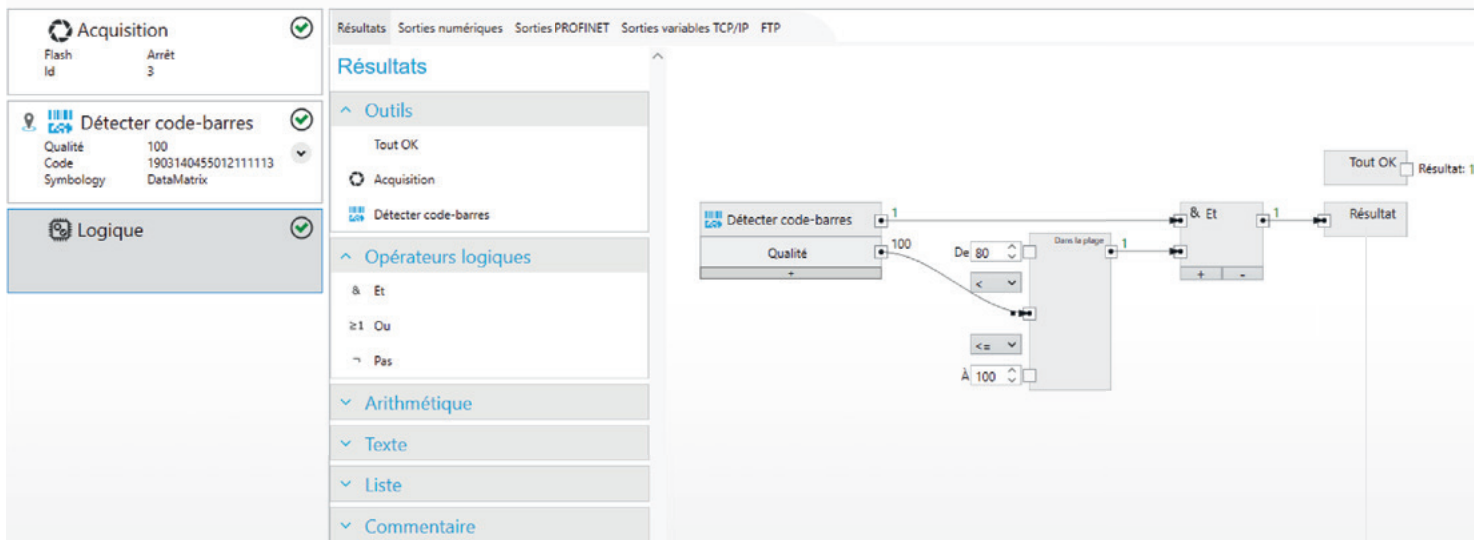 Acquisition
Flash Arrêt
Id 3
Détecter code-barres
Qualité 100
Code 1903140455012111113
Symbology DataMatrix
Logique
Résultats Sorties numériques Sorties PROFINET Sorties variables TCP/IP FTP
Résultats
Outils
Tout OK
Acquisition
Détecter code-barres
Opérateurs logiques
& Et
≥1 Ou
¬ Pas
Arithmétique
Texte
Liste
Commentaire
Tout OK Résultat: 1
Détecter code-barres 1
Qualité 100
+
De 80
<
<=
À 100
Dans la plage 1
& Et 1
+ -
Résultat